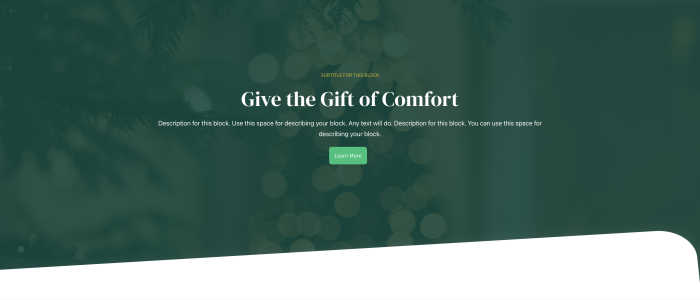 SUBTITLE FOR THIS BLOCK
Give the Gift of Comfort
Description for this block. Use this space for describing your block. Any text will do. Description for this block. You can use this space for
describing your block.
Learn More